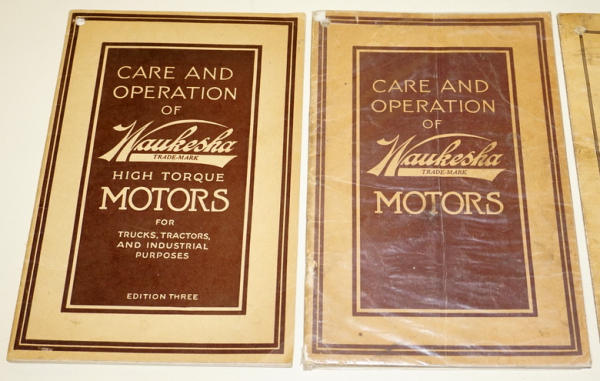 CARE AND
OPERATION
OF
Waukesha
TRADE-MARK
HIGH TORQUE
MOTORS
FOR
TRUCKS, TRACTORS,
AND INDUSTRIAL
PURPOSES
EDITION THREE
CARE AND
OPERATION
OF
Waukesha
TRADE-MARK
MOTORS